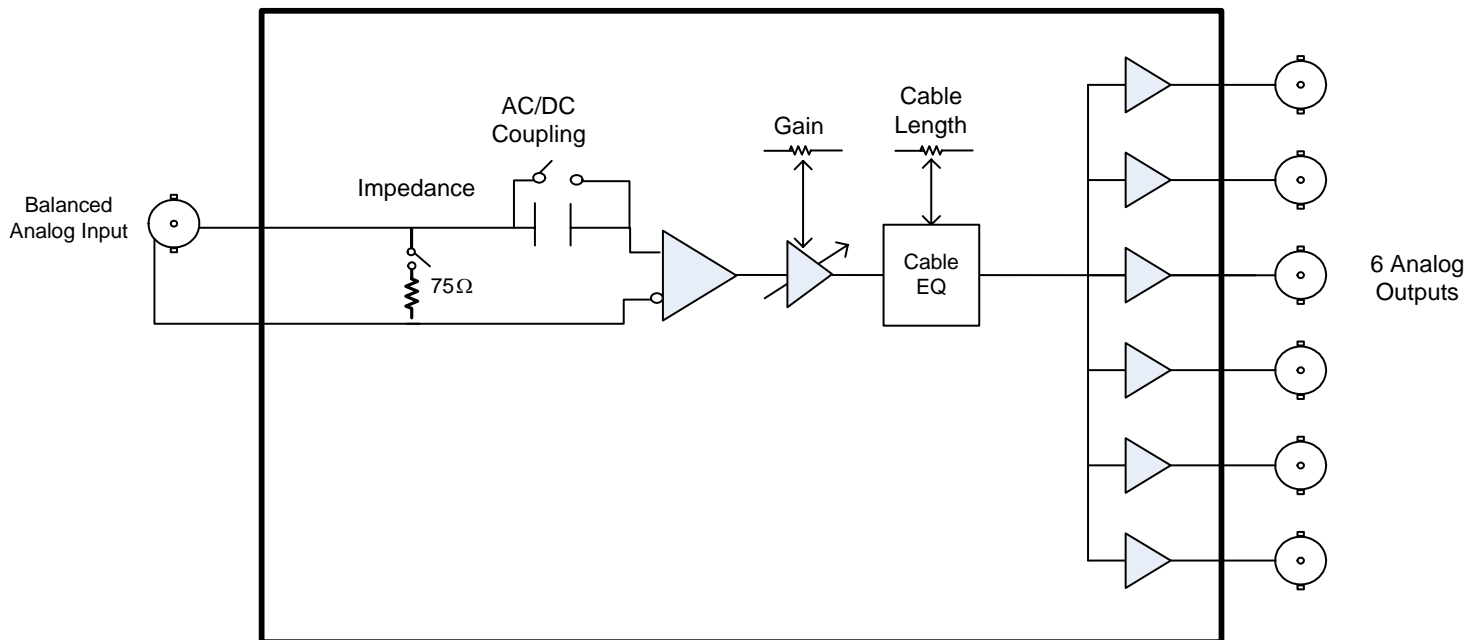 Balanced
Analog Input
Impedance
75Ω
AC/DC
Coupling
Gain
Cable
Length
Cable
EQ
6 Analog
Outputs